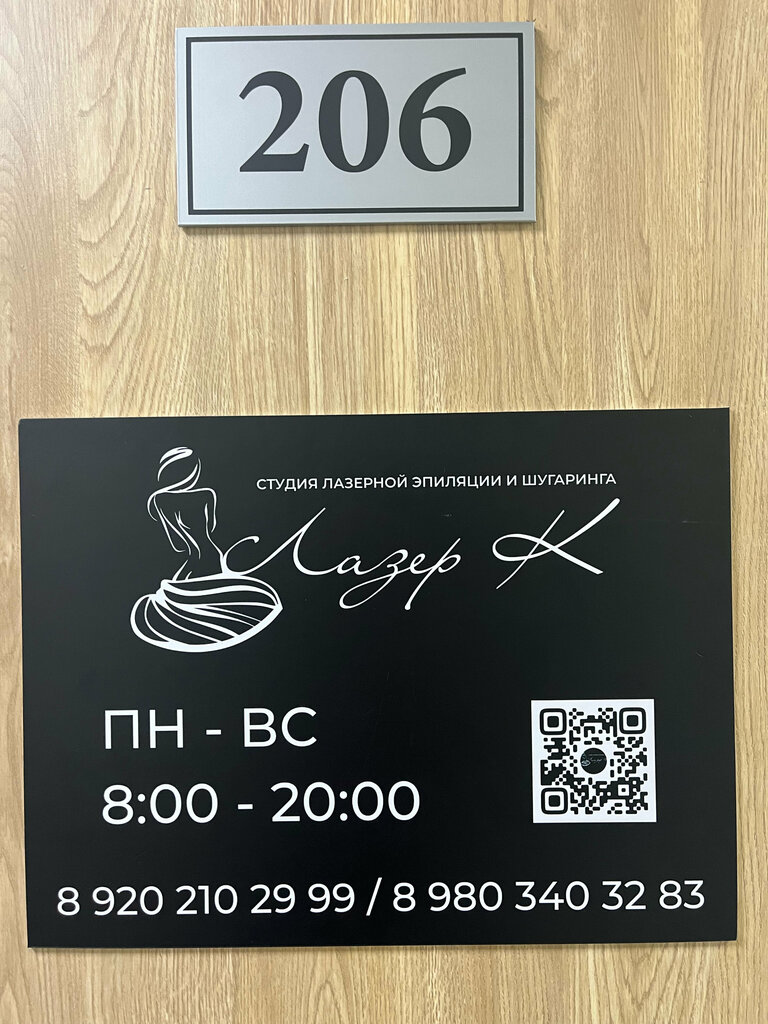 206
СТУДИЯ ЛАЗЕРНОЙ ЭПИЛЯЦИИ И ШУГАРИНГА
Лазер К
ПН - ВС
8:00 - 20:00
8 920 210 29 99 / 8 980 340 32 83